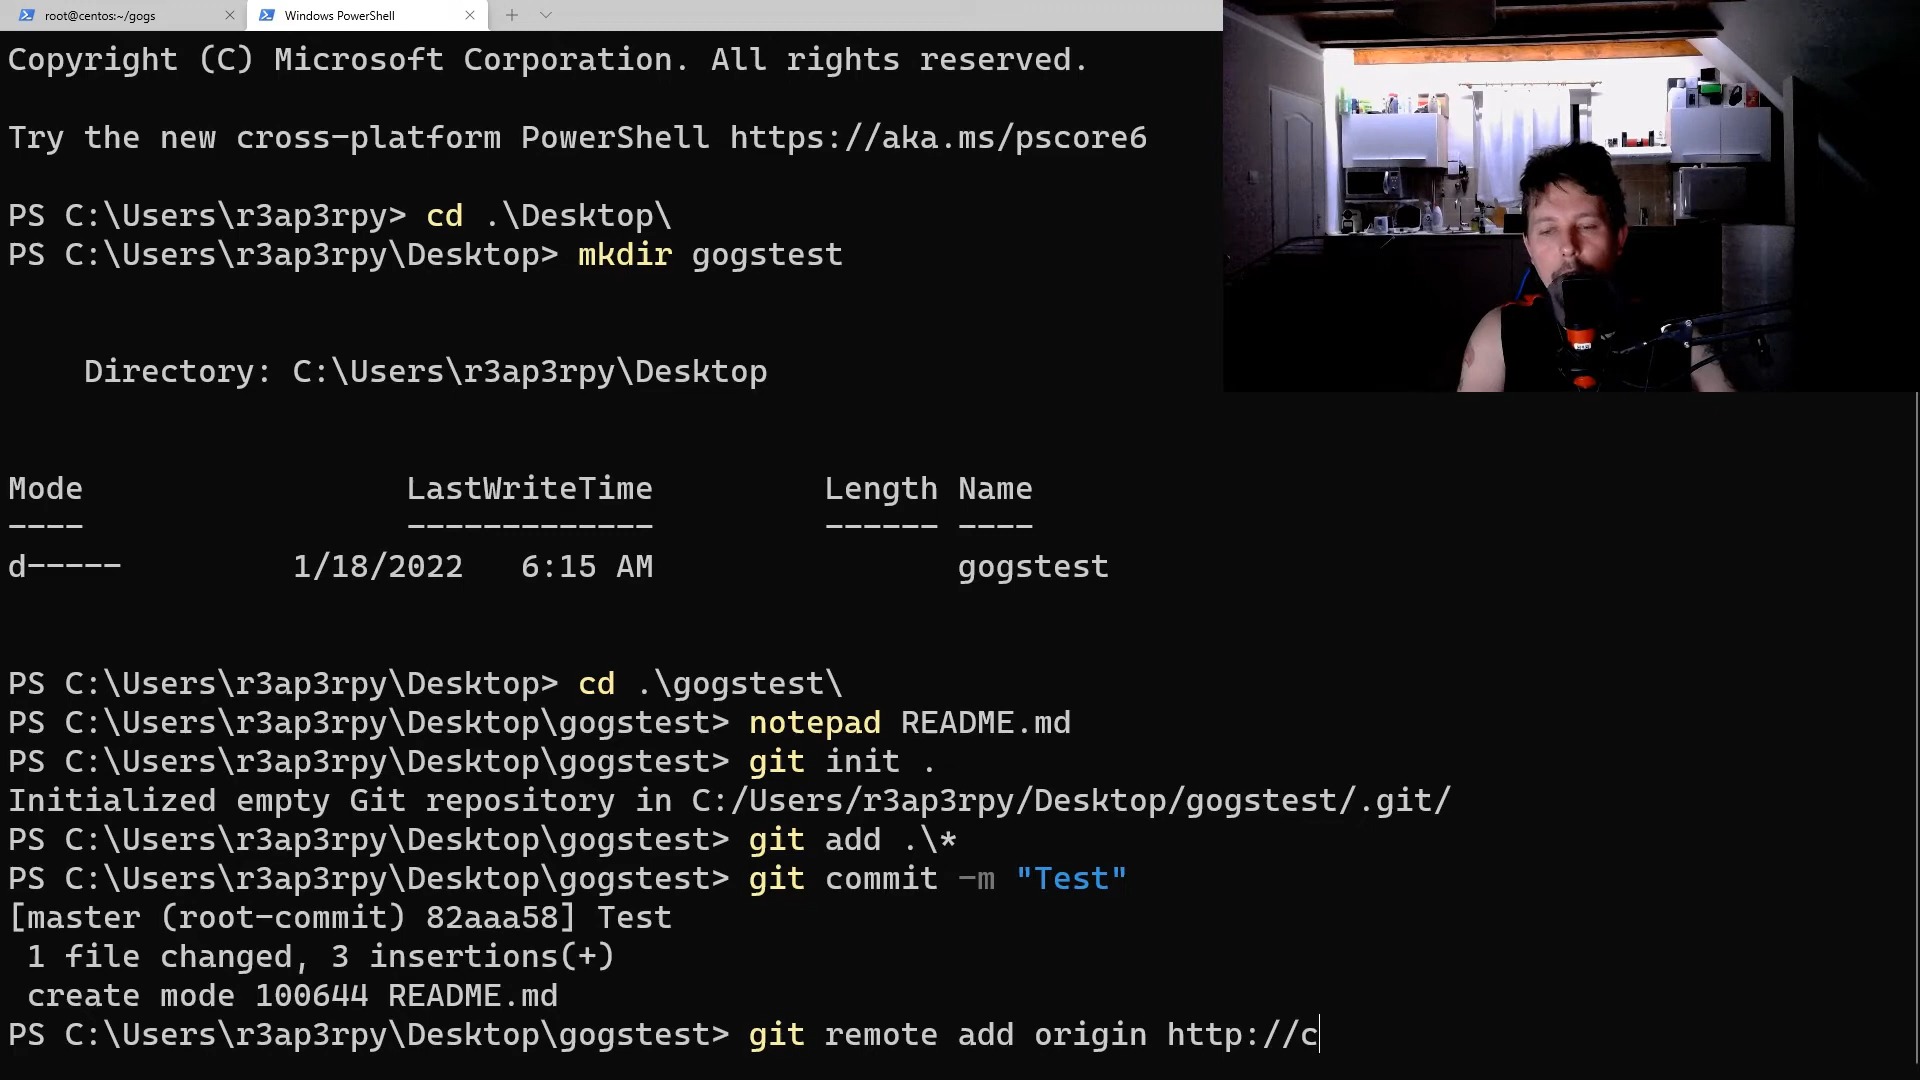 root@centos:~/gogs
Windows PowerShell
Copyright (C) Microsoft Corporation. All rights reserved.
Try the new cross-platform PowerShell https://aka.ms/pscore6
PS C:\Users\r3ap3rpy> cd .\Desktop\
PS C:\Users\r3ap3rpy\Desktop> mkdir gogstest
Directory: C:\Users\r3ap3rpy\Desktop
Mode LastWriteTime Length Name
---- ------------- ------ ----
d----- 1/18/2022 6:15 AM gogstest
PS C:\Users\r3ap3rpy\Desktop> cd .\gogstest\
PS C:\Users\r3ap3rpy\Desktop\gogstest> notepad README.md
PS C:\Users\r3ap3rpy\Desktop\gogstest> git init .
Initialized empty Git repository in C:/Users/r3ap3rpy/Desktop/gogstest/.git/
PS C:\Users\r3ap3rpy\Desktop\gogstest> git add .\*
PS C:\Users\r3ap3rpy\Desktop\gogstest> git commit -m "Test"
[master (root-commit) 82aaa58] Test
1 file changed, 3 insertions(+)
create mode 100644 README.md
PS C:\Users\r3ap3rpy\Desktop\gogstest> git remote add origin http://c